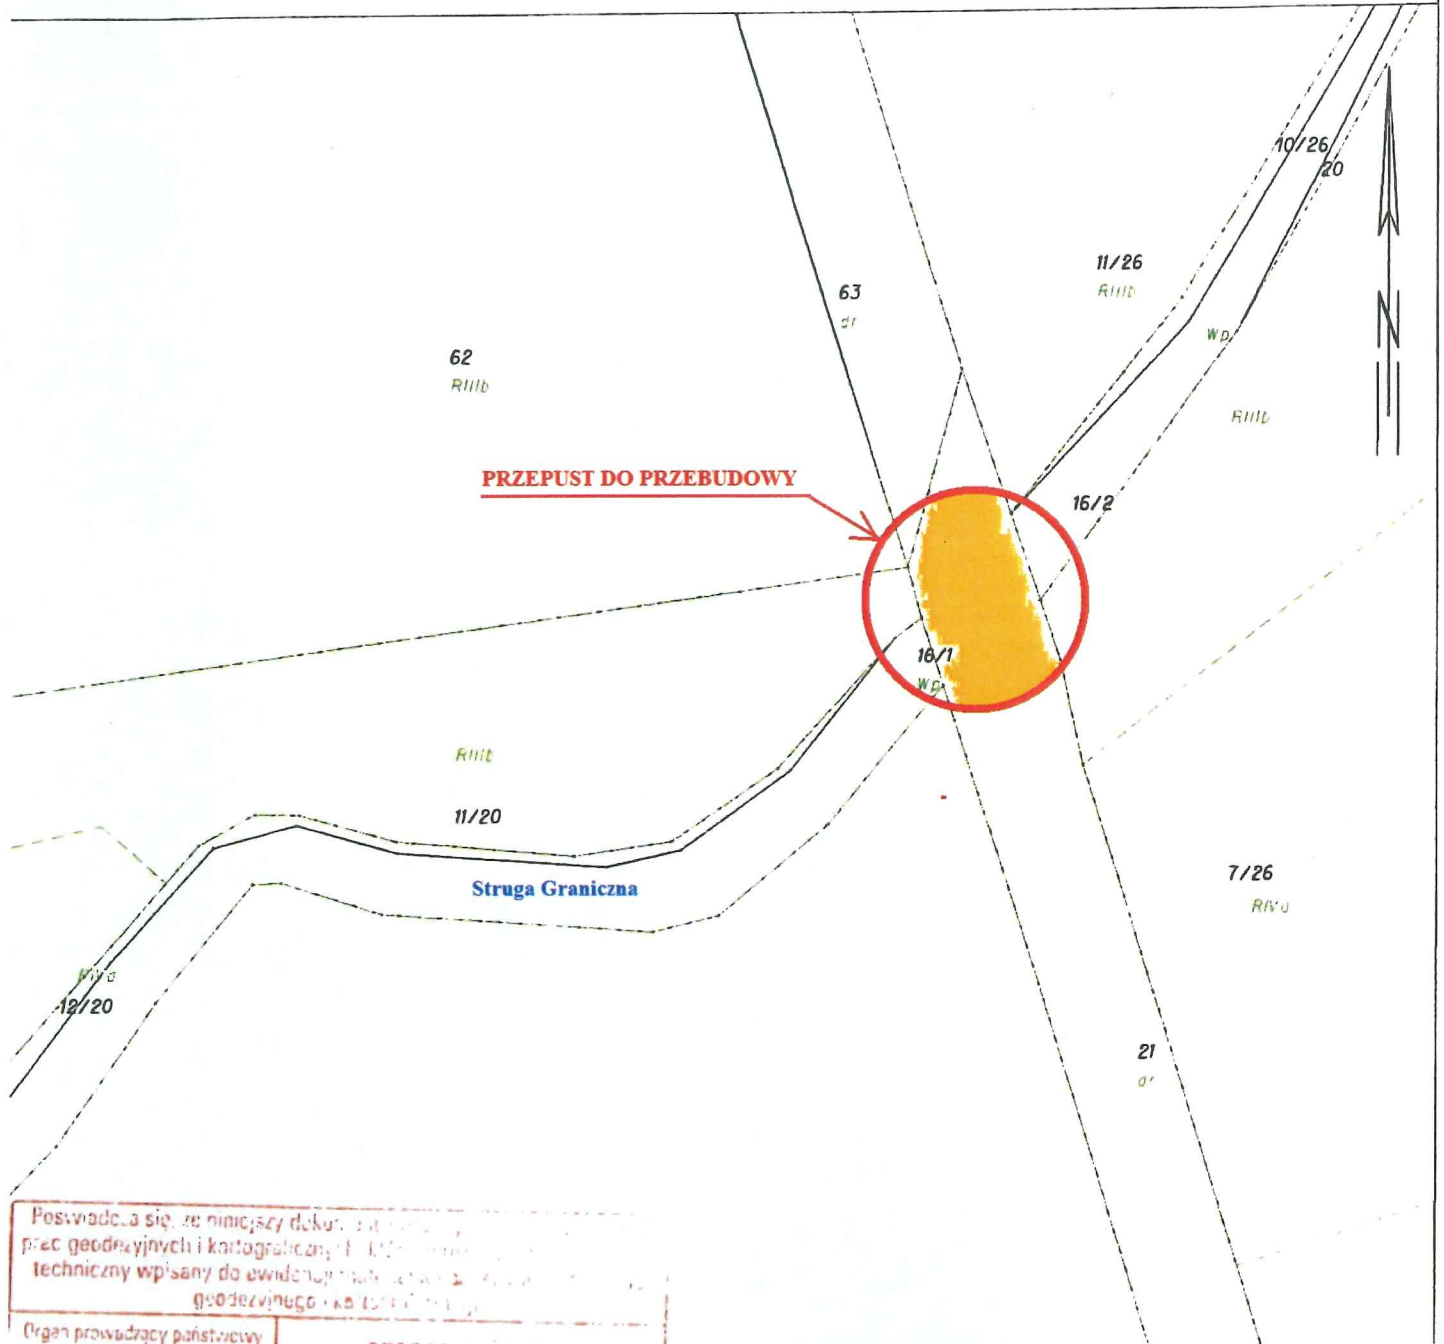 10/26
20
11/26
RIIIb
63
dr
N
Wp
62
RIIIb
RIIIb
PRZEPUST DO PRZEBUDOWY
16/2
16/1
Wp
RIIIb
11/20
Struga Graniczna
7/26
RIVa
RIVa
12/20
21
dr
Poświadcza się, że niniejszy
prac geodezyjnych i kartograficznych
techniczny wpisany do ewidencji
geodezyjnego i
Organ prowadzący państwowy